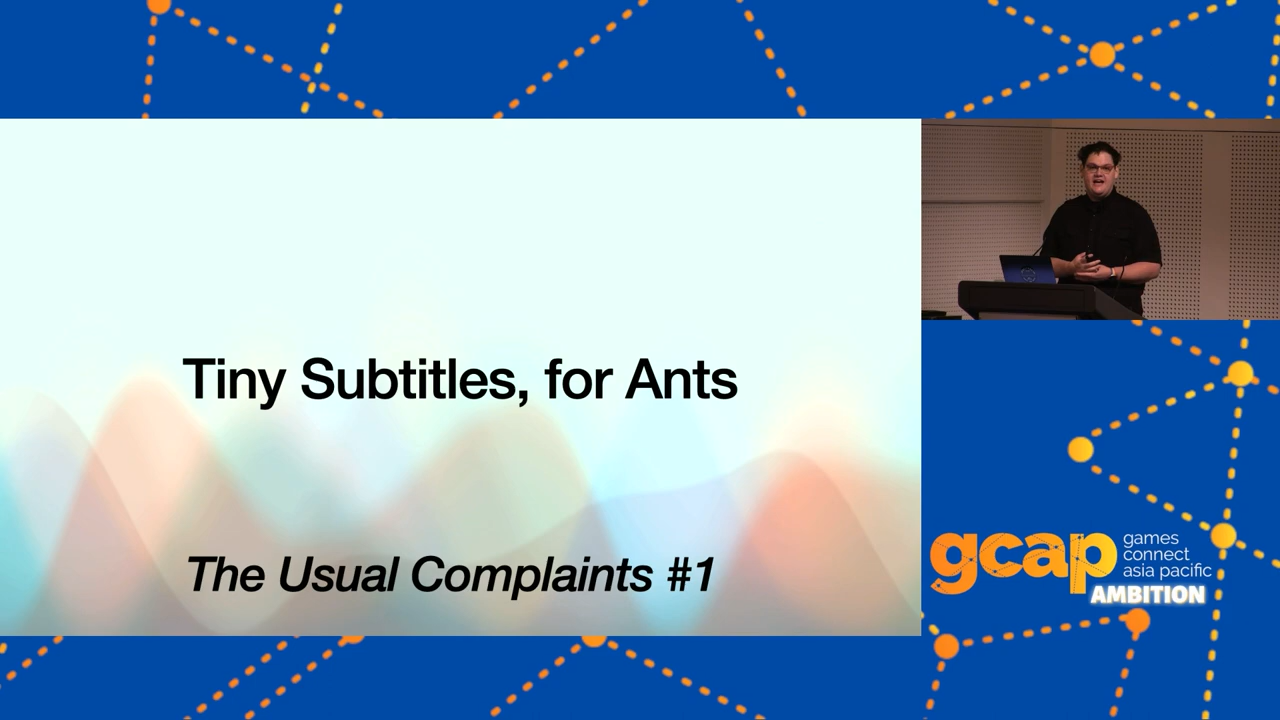 Tiny Subtitles, for Ants
The Usual Complaints #1
gcap
games
connect
asia pacific
AMBITION